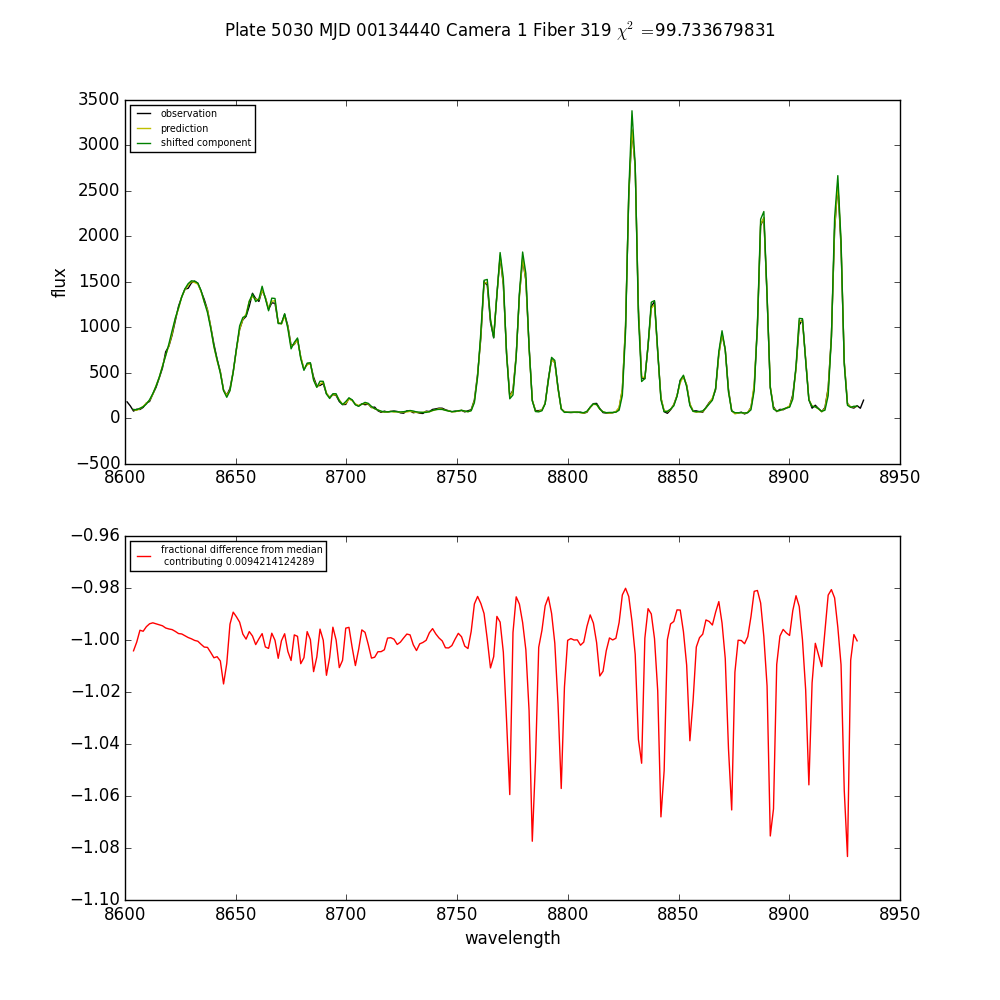 Plate 5030 MJD 00134440 Camera 1 Fiber 319 χ² =99.733679831
3500
3000
2500
2000
1500
1000
500
0
−500
flux
observation
prediction
shifted component
8600 8650 8700 8750 8800 8850 8900 8950
−0.96
−0.98
−1.00
−1.02
−1.04
−1.06
−1.08
−1.10
fractional difference from median
contributing 0.0094214124289
8600 8650 8700 8750 8800 8850 8900 8950
wavelength